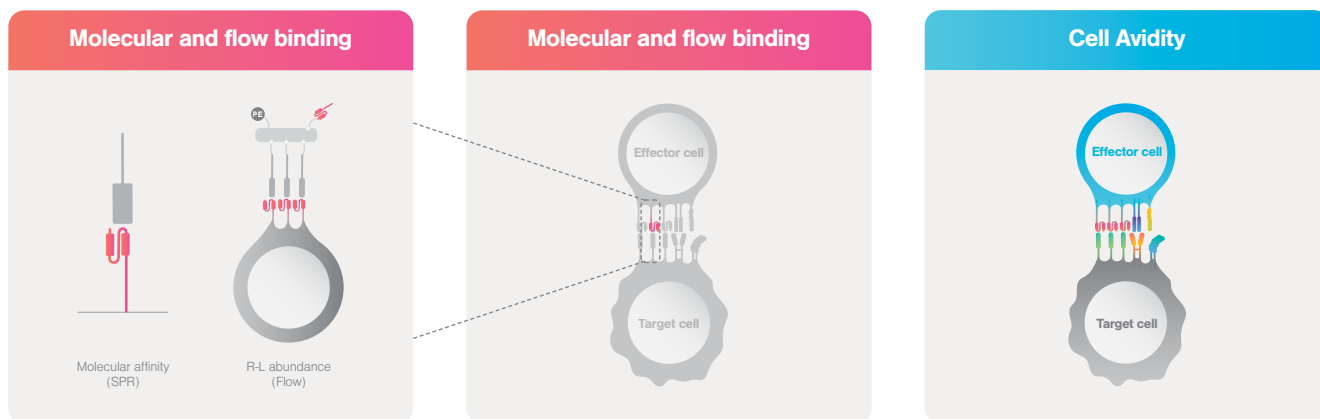 Molecular and flow binding
PE
Molecular affinity
(SPR)
R-L abundance
(Flow)
Molecular and flow binding
Effector cell
Target cell
Cell Avidity
Effector cell
Target cell